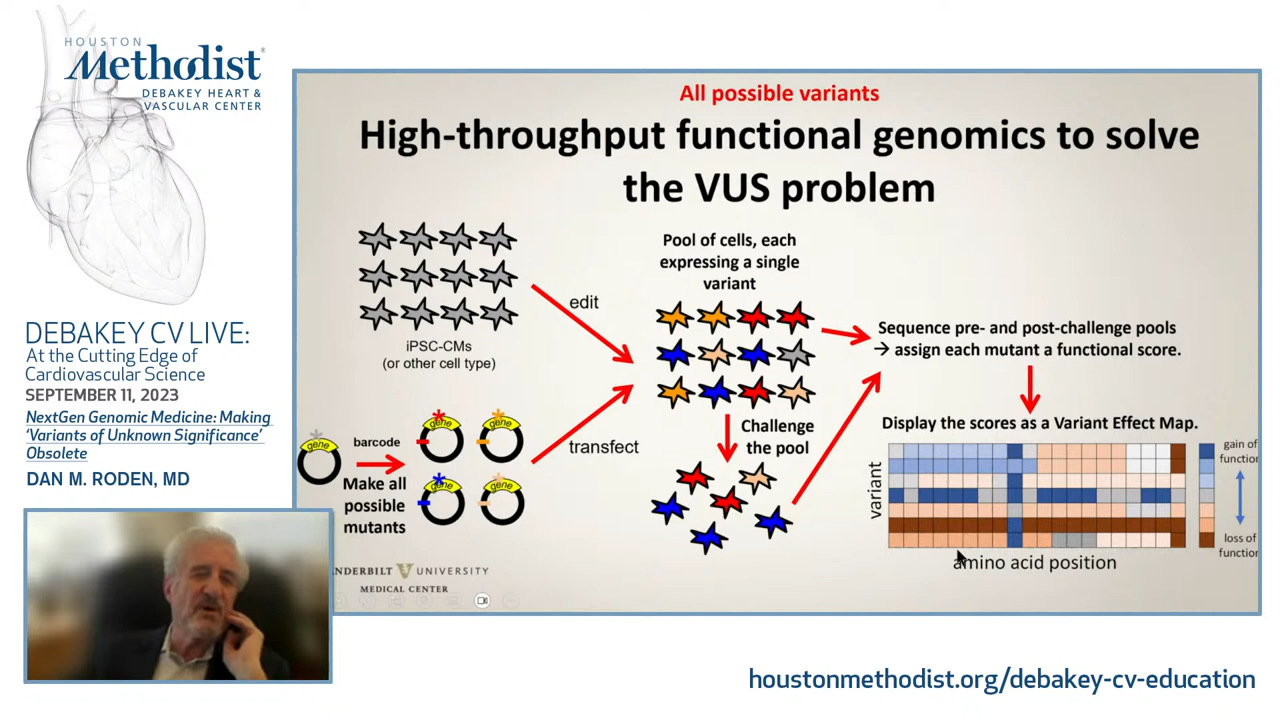 HOUSTON
Methodist®
DEBAKEY HEART &
VASCULAR CENTER
DEBAKEY CV LIVE:
At the Cutting Edge of
Cardiovascular Science
SEPTEMBER 11, 2023
NextGen Genomic Medicine: Making
'Variants of Unknown Significance'
Obsolete
DAN M. RODEN, MD
All possible variants
High-throughput functional genomics to solve
the VUS problem
iPSC-CMs
(or other cell type)
edit
Pool of cells, each
expressing a single
variant
gene
barcode
Make all
possible
mutants
gene
gene
gene
gene
transfect
Challenge
the pool
Sequence pre- and post-challenge pools
→ assign each mutant a functional score.
Display the scores as a Variant Effect Map.
variant
amino acid position
gain of
function
loss of
function
VANDERBILT UNIVERSITY
MEDICAL CENTER
houstonmethodist.org/debakey-cv-education